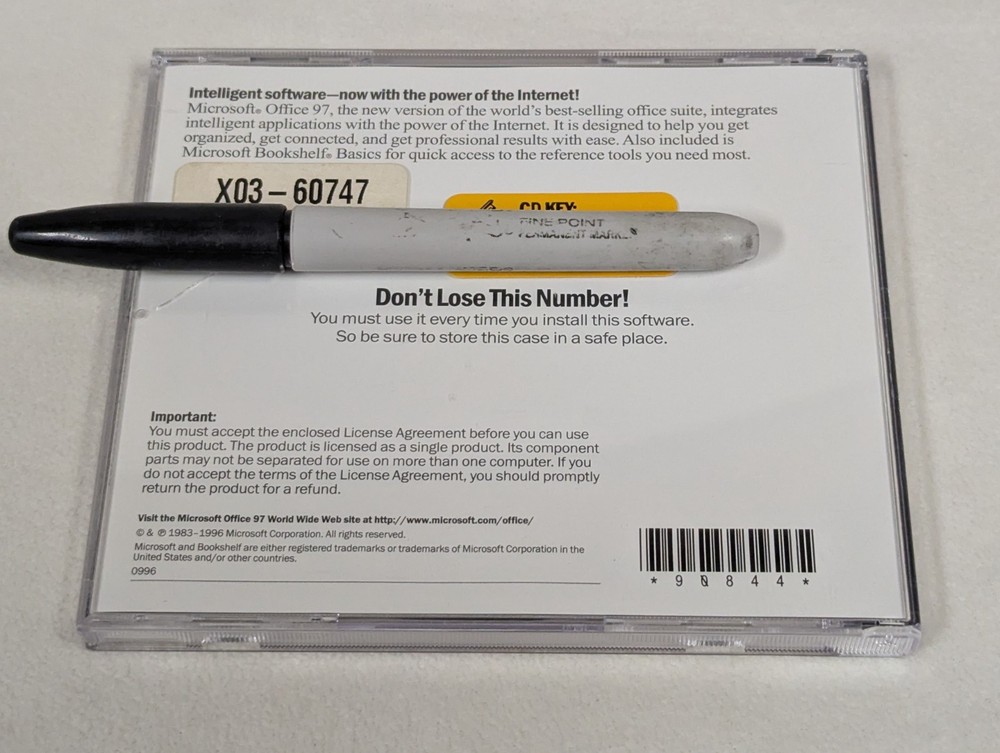 Intelligent software—now with the power of the Internet!
Microsoft® Office 97, the new version of the world's best-selling office suite, integrates
intelligent applications with the power of the Internet. It is designed to help you get
organized, get connected, and get professional results with ease. Also included is
Microsoft Bookshelf® Basics for quick access to the reference tools you need most.
X03-60747
CD KEY:
FINE POINT
PERMANENT MARKER
Don't Lose This Number!
You must use it every time you install this software.
So be sure to store this case in a safe place.
Important:
You must accept the enclosed License Agreement before you can use
this product. The product is licensed as a single product. Its component
parts may not be separated for use on more than one computer. If you
do not accept the terms of the License Agreement, you should promptly
return the product for a refund.
Visit the Microsoft Office 97 World Wide Web site at http://www.microsoft.com/office/
© & ℗ 1983–1996 Microsoft Corporation. All rights reserved.
Microsoft and Bookshelf are either registered trademarks or trademarks of Microsoft Corporation in the
United States and/or other countries.
0996
* 9 0 8 4 4 *